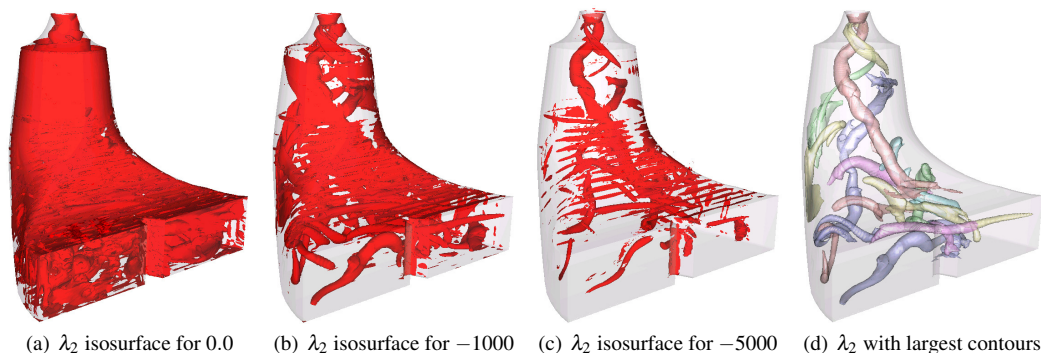 (a) λ₂ isosurface for 0.0
(b) λ₂ isosurface for −1000
(c) λ₂ isosurface for −5000
(d) λ₂ with largest contours